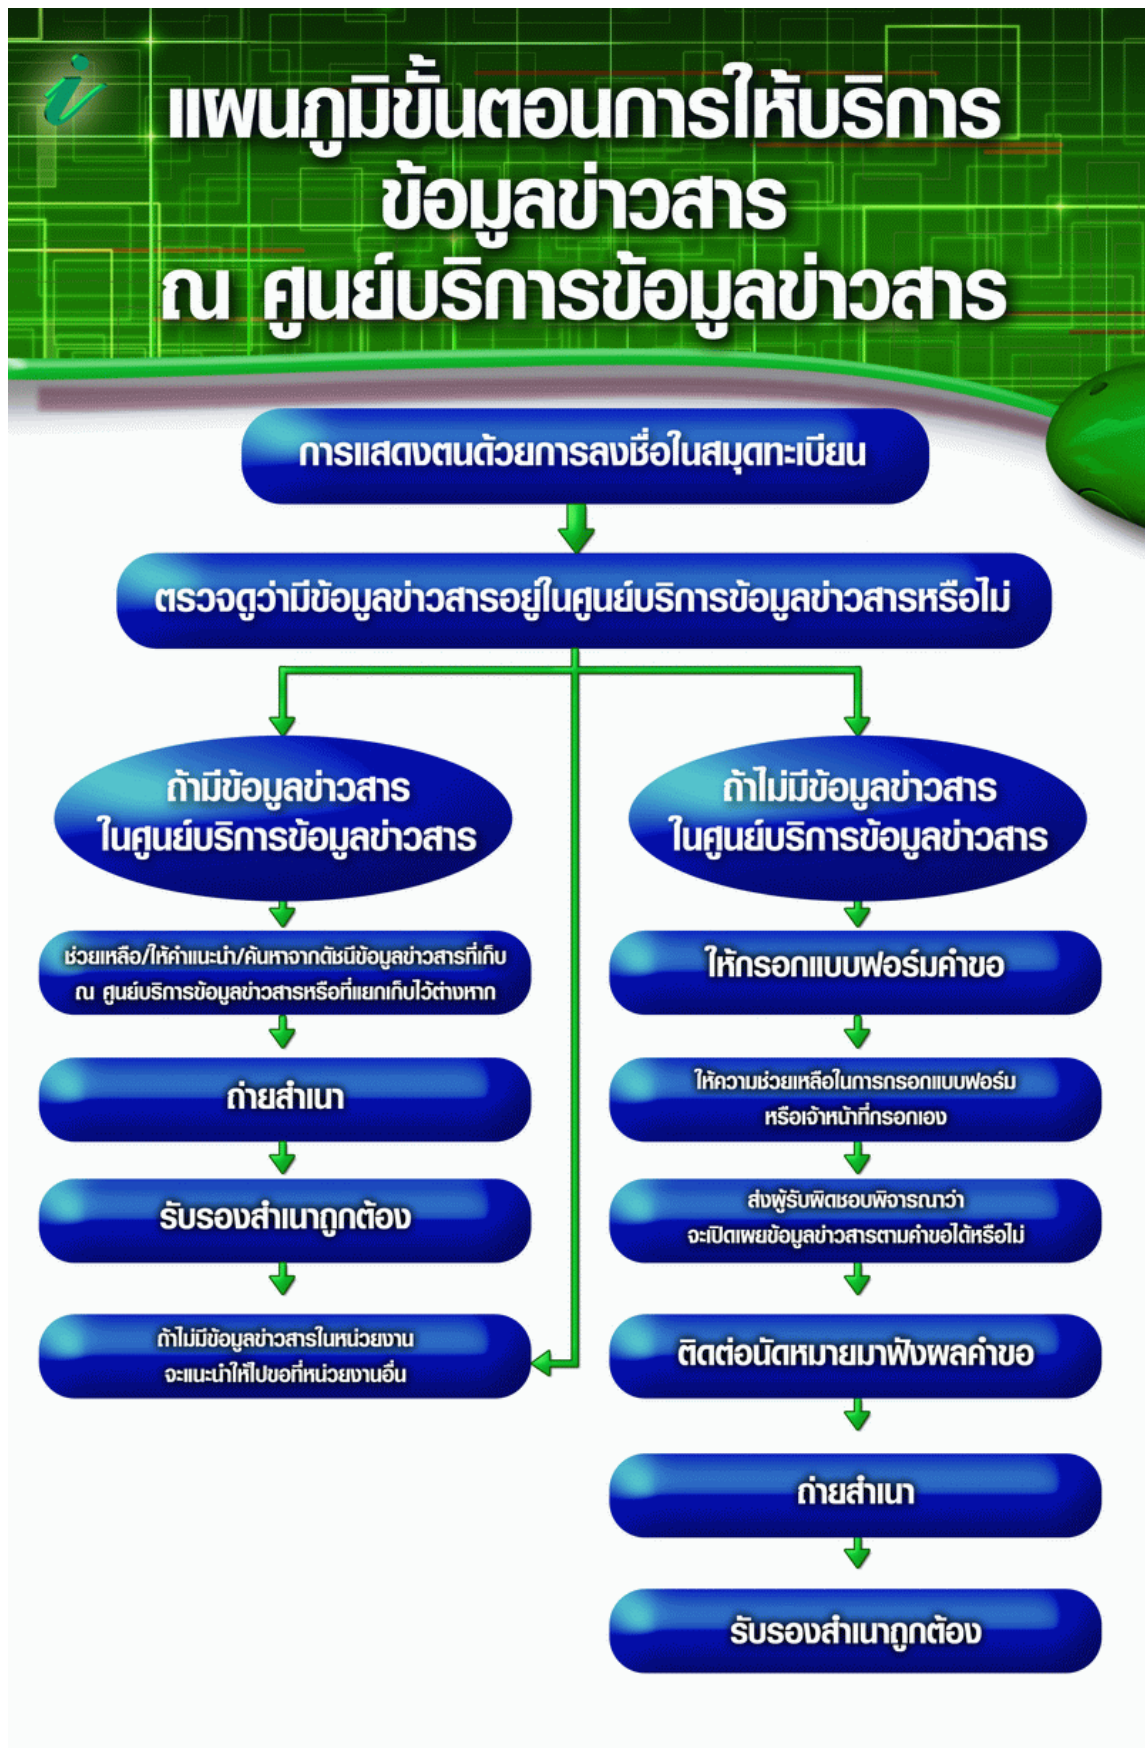 แผนภูมิขั้นตอนการให้บริการ
ข้อมูลข่าวสาร
ณ ศูนย์บริการข้อมูลข่าวสาร
การแสดงตนด้วยการลงชื่อในสมุดทะเบียน
ตรวจดูว่ามีข้อมูลข่าวสารอยู่ในศูนย์บริการข้อมูลข่าวสารหรือไม่
ถ้ามีข้อมูลข่าวสาร
ในศูนย์บริการข้อมูลข่าวสาร
ช่วยเหลือ/ให้คำแนะนำ/ค้นหาจากดัชนีข้อมูลข่าวสารที่เก็บ
ณ ศูนย์บริการข้อมูลข่าวสารหรือที่แยกเก็บไว้ต่างหาก
ถ่ายสำเนา
รับรองสำเนาถูกต้อง
ถ้าไม่มีข้อมูลข่าวสารในหน่วยงาน
จะแนะนำให้ไปขอที่หน่วยงานอื่น
ถ้าไม่มีข้อมูลข่าวสาร
ในศูนย์บริการข้อมูลข่าวสาร
ให้กรอกแบบฟอร์มคำขอ
ให้ความช่วยเหลือในการกรอกแบบฟอร์ม
หรือเจ้าหน้าที่กรอกเอง
ส่งผู้รับผิดชอบพิจารณาว่า
จะเปิดเผยข้อมูลข่าวสารตามคำขอได้หรือไม่
ติดต่อนัดหมายมาฟังผลคำขอ
ถ่ายสำเนา
รับรองสำเนาถูกต้อง